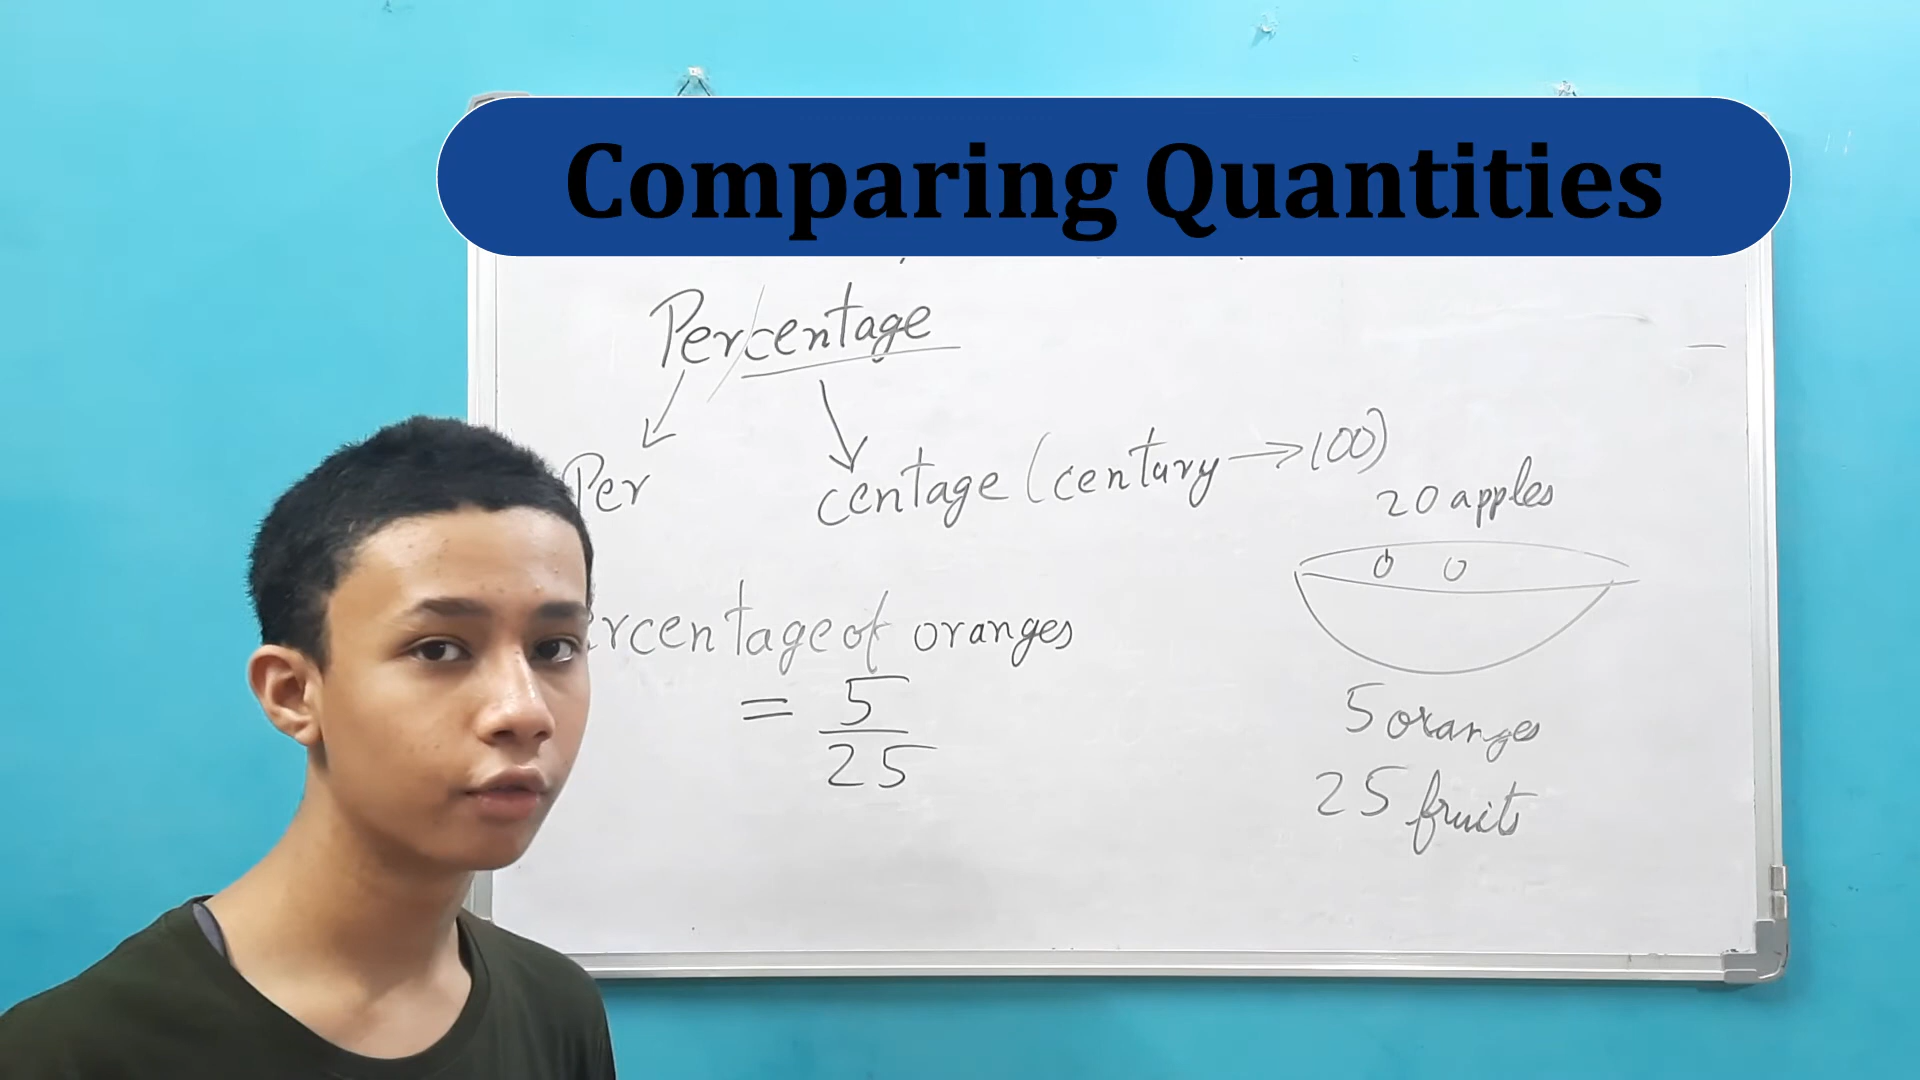 Comparing Quantities
Percentage
Per
centage (century → 100)
20 apples
rcentage of oranges
= 5
25
5 oranges
25 fruits